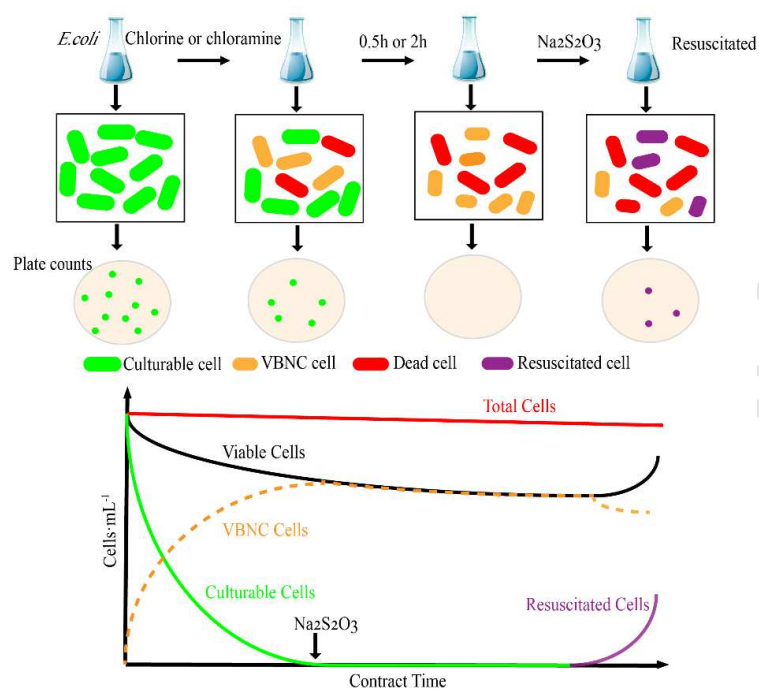 E.coli Chlorine or chloramine 0.5h or 2h Na2S2O3 Resuscitated
Plate counts
Culturable cell VBNC cell Dead cell Resuscitated cell
Total Cells
Viable Cells
VBNC Cells
Culturable Cells
Resuscitated Cells
Na2S2O3
Cells·mL-1
Contract Time